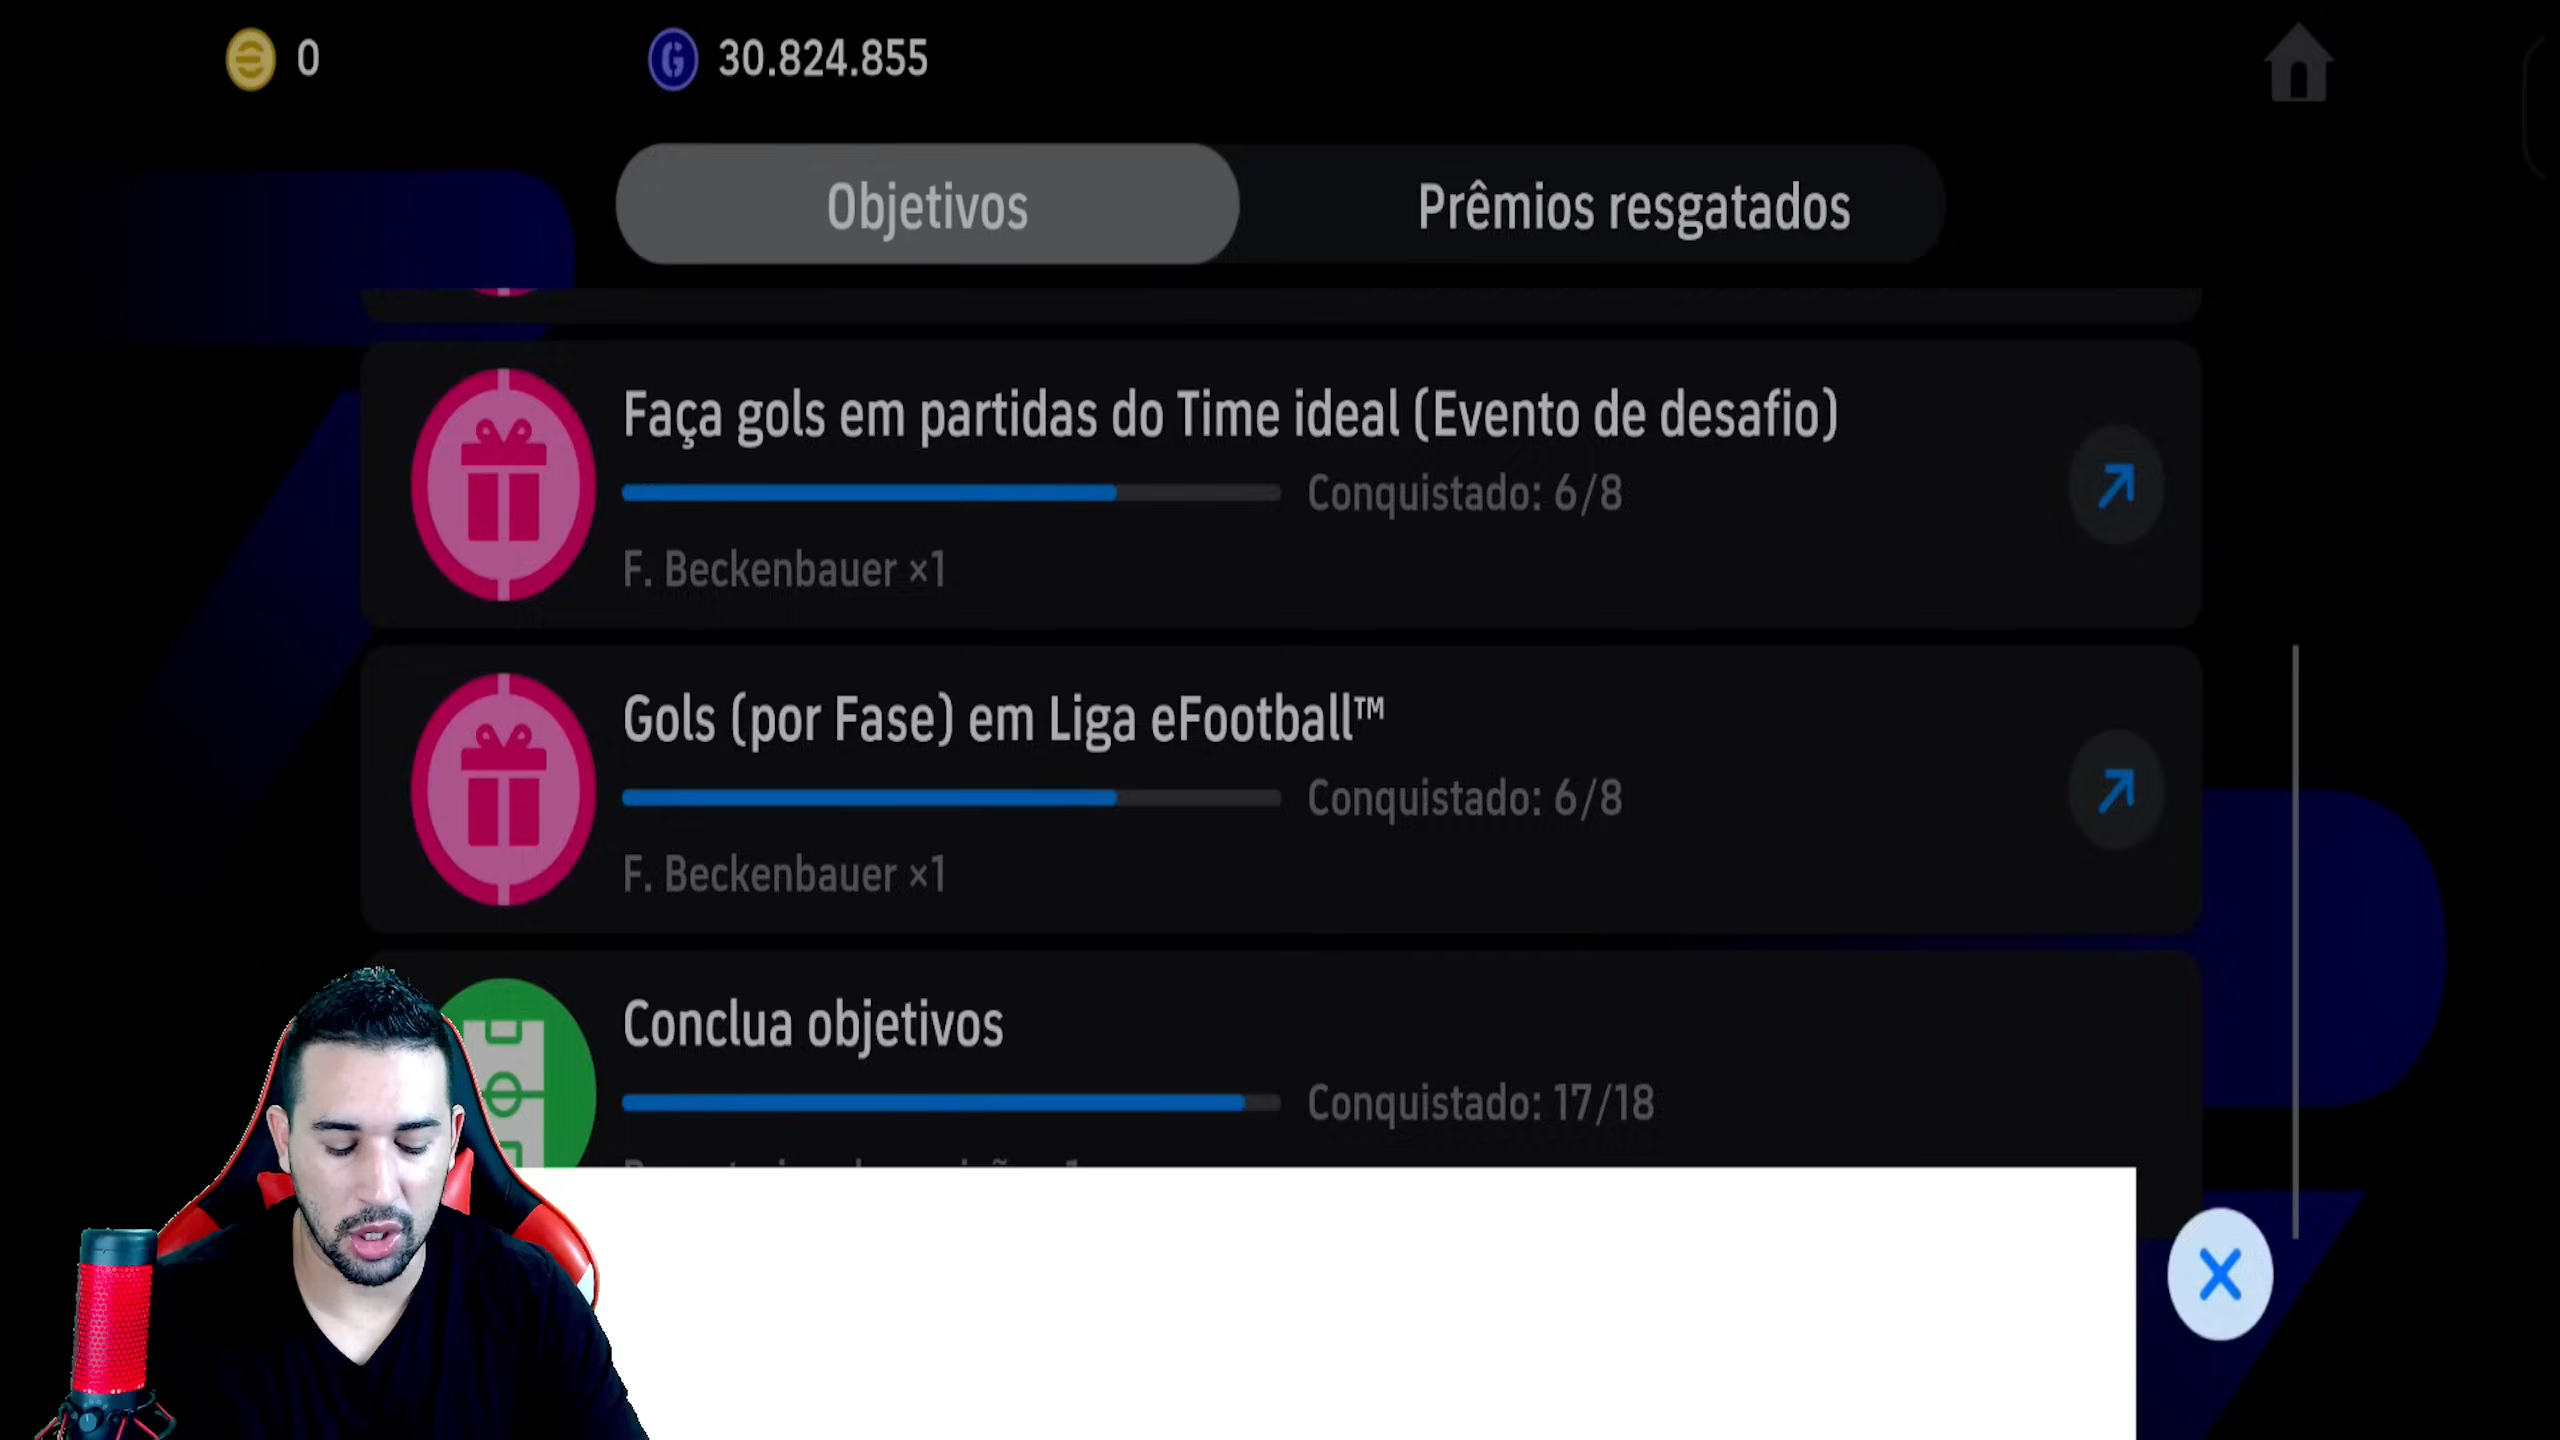 0
30.824.855
Objetivos
Prêmios resgatados
Faça gols em partidas do Time ideal (Evento de desafio)
Conquistado: 6/8
F. Beckenbauer ×1
Gols (por Fase) em Liga eFootball™
Conquistado: 6/8
F. Beckenbauer ×1
Conclua objetivos
Conquistado: 17/18